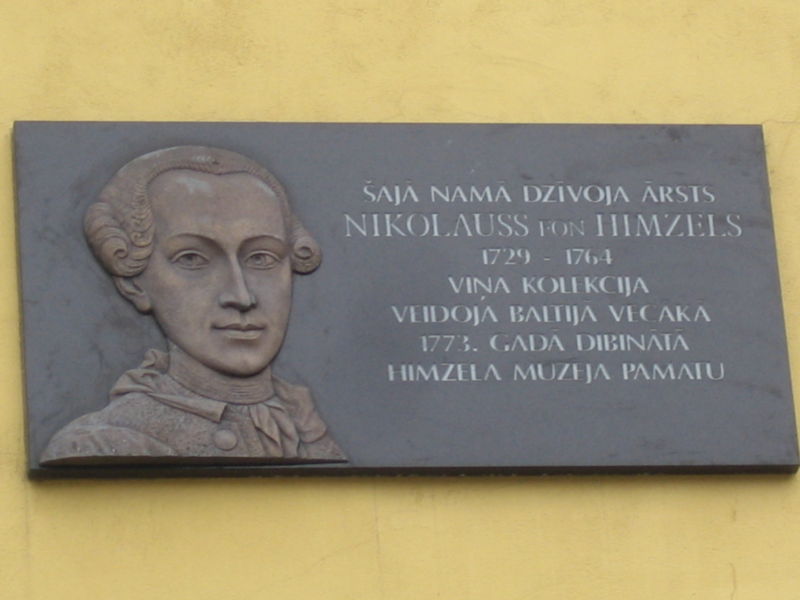 ŠAJĀ NAMĀ DZĪVOJA ĀRSTS
NIKOLAUSS FON HIMZELS
1729 - 1764
VIŅA KOLEKCIJA
VEIDOJA BALTIJĀ VECĀKĀ
1773. GADĀ DIBINĀTĀ
HIMZEĻA MUZEJA PAMATU